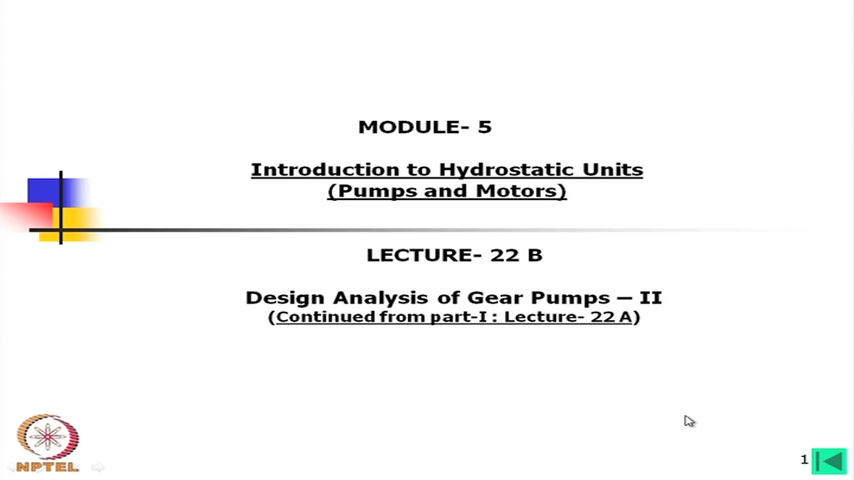 MODULE- 5
Introduction to Hydrostatic Units
(Pumps and Motors)
LECTURE- 22 B
Design Analysis of Gear Pumps – II
(Continued from part-I : Lecture- 22 A)
NPTEL
1